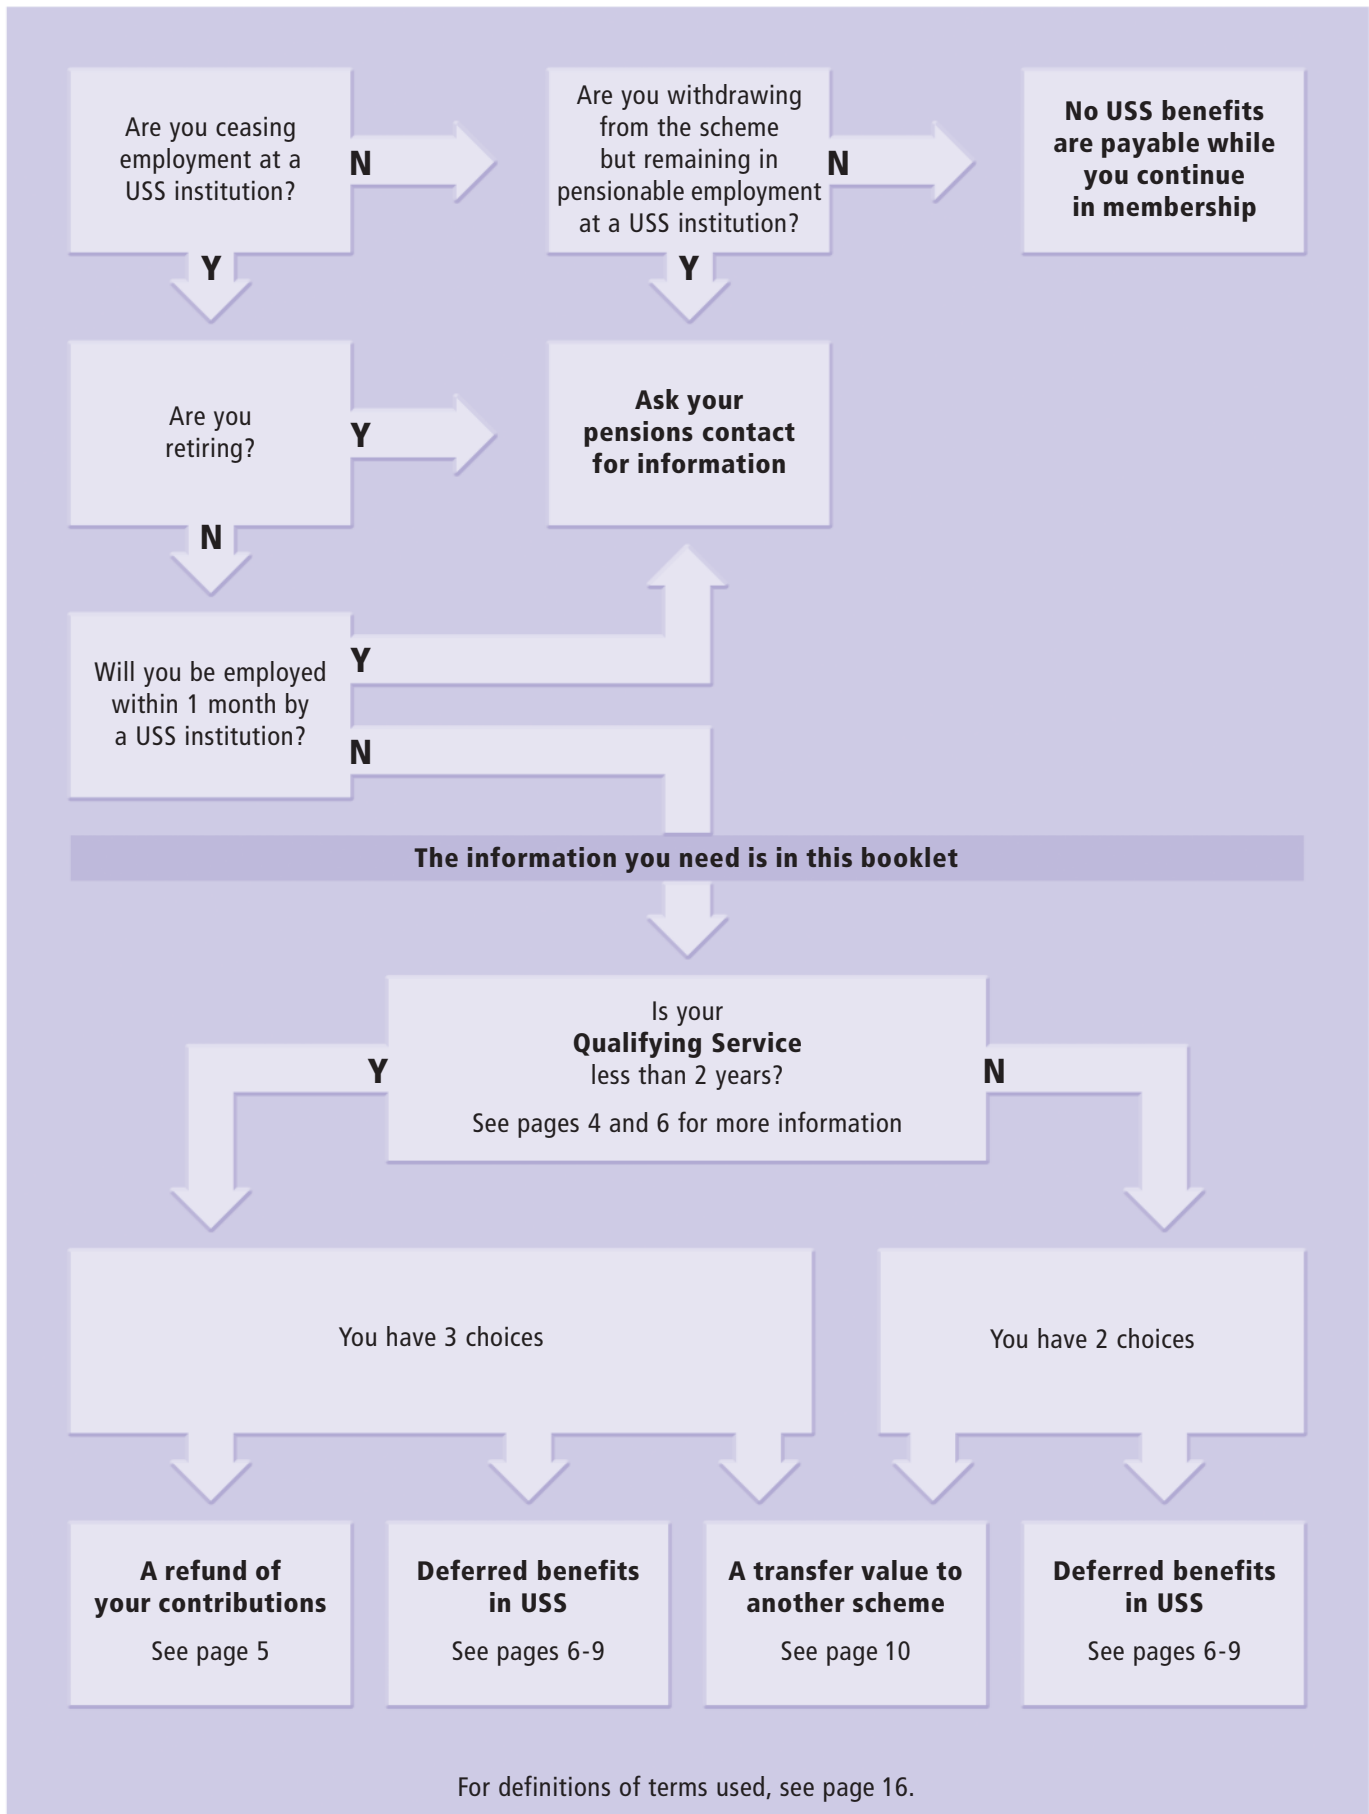 Are you ceasing
employment at a
USS institution?
N
Y
Are you withdrawing
from the scheme
but remaining in
pensionable employment
at a USS institution?
N
Y
No USS benefits
are payable while
you continue
in membership
Are you
retiring?
Y
N
Ask your
pensions contact
for information
Will you be employed
within 1 month by
a USS institution?
Y
N
The information you need is in this booklet
Is your
Qualifying Service
less than 2 years?
See pages 4 and 6 for more information
Y
N
You have 3 choices
You have 2 choices
A refund of
your contributions
See page 5
Deferred benefits
in USS
See pages 6-9
A transfer value to
another scheme
See page 10
Deferred benefits
in USS
See pages 6-9
For definitions of terms used, see page 16.